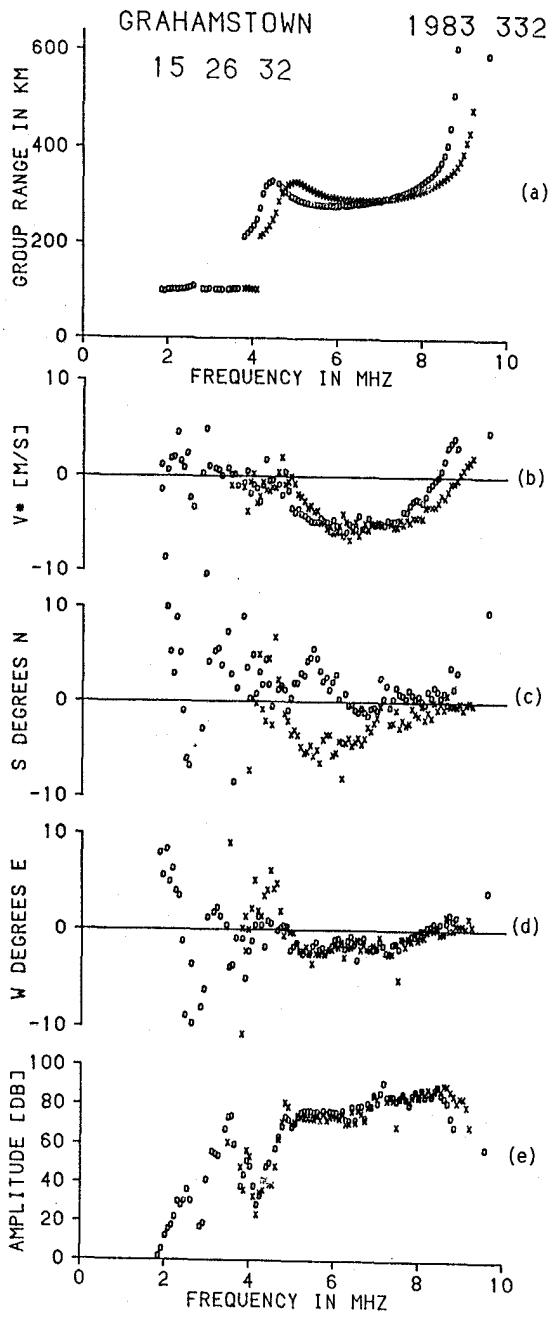 GRAHAMSTOWN 1983 332
15 26 32
GROUP RANGE IN KM
600
400
200
0
(a)
0 2 4 6 8 10
FREQUENCY IN MHZ
V* [M/S]
10
0
-10
(b)
S DEGREES N
10
0
-10
(c)
W DEGREES E
10
0
-10
(d)
AMPLITUDE [DB]
100
80
60
40
20
0
(e)
0 2 4 6 8 10
FREQUENCY IN MHZ